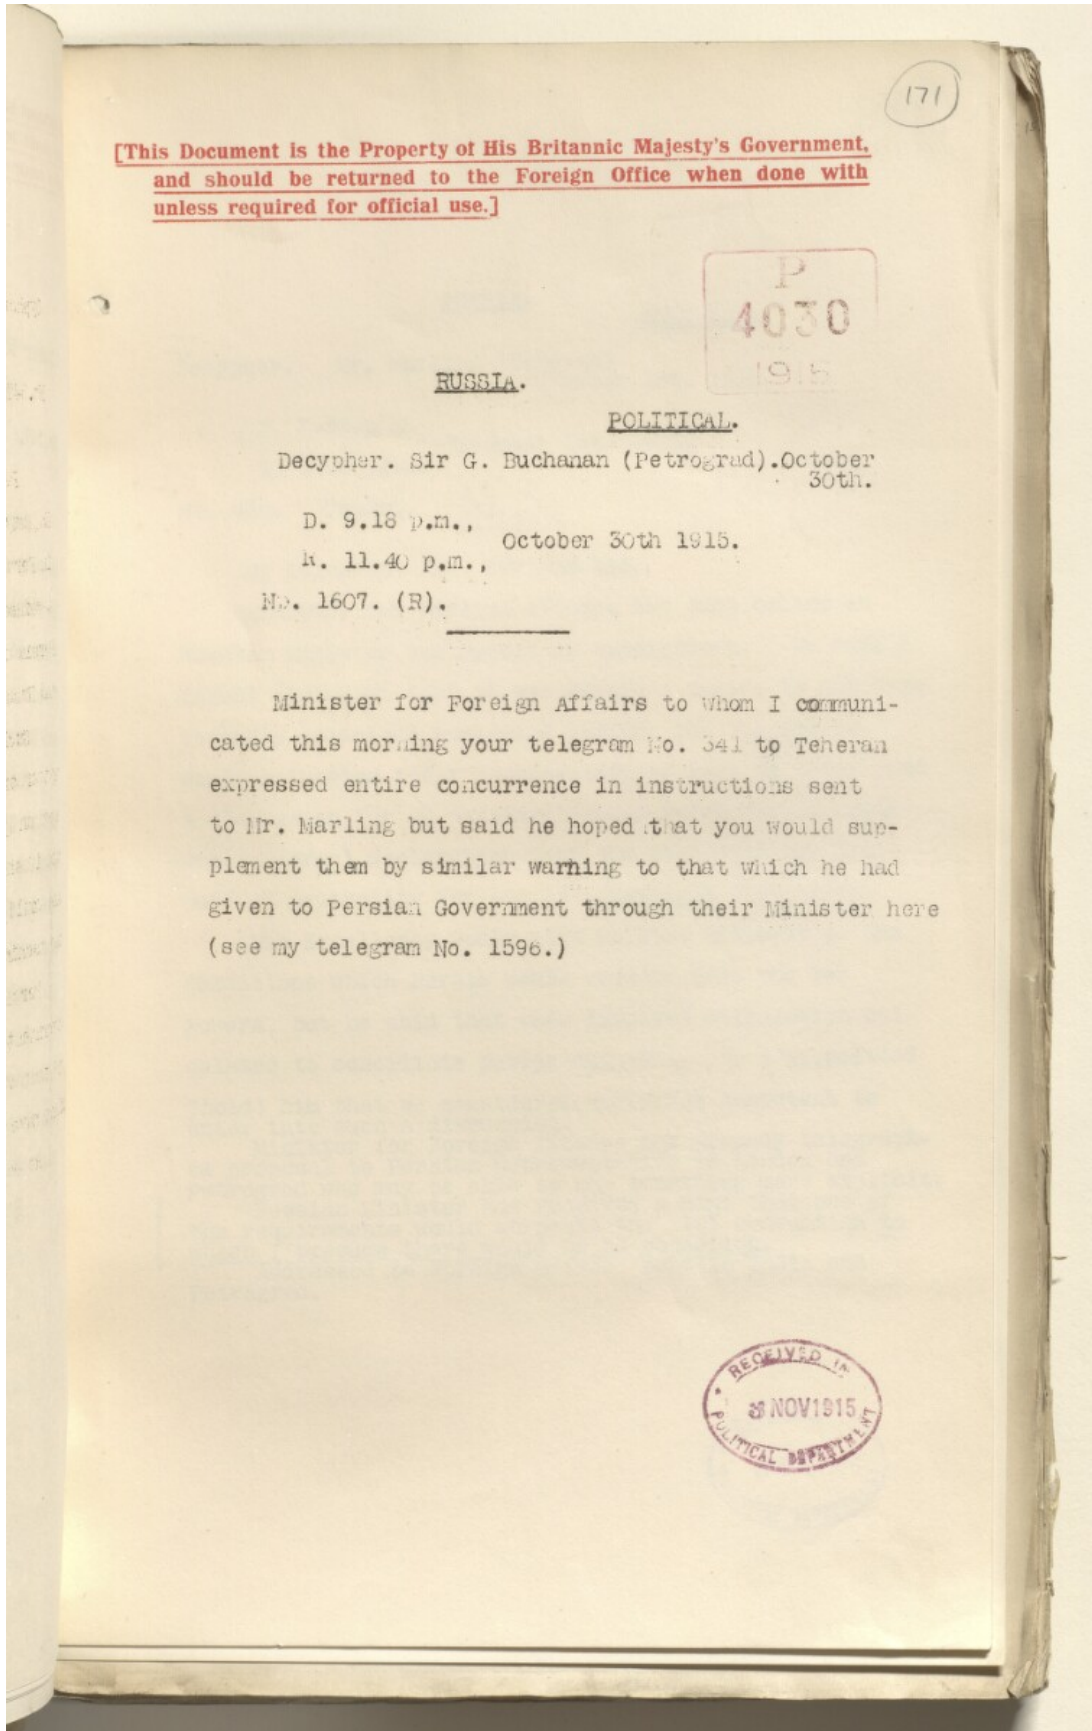 171
[This Document is the Property of His Britannic Majesty's Government,
and should be returned to the Foreign Office when done with
unless required for official use.]
P
4030
1915
RUSSIA.
POLITICAL.
Decypher. Sir G. Buchanan (Petrograd).October
30th.
D. 9.18 p.m.,
October 30th 1915.
R. 11.40 p.m.,
No. 1607. (R).
Minister for Foreign Affairs to whom I communi-
cated this morning your telegram No. 341 to Teheran
expressed entire concurrence in instructions sent
to Mr. Marling but said he hoped that you would sup-
plement them by similar warning to that which he had
given to Persian Government through their Minister here
(see my telegram No. 1596.)
RECEIVED IN
NOV1915
POLITICAL DEPARTMENT